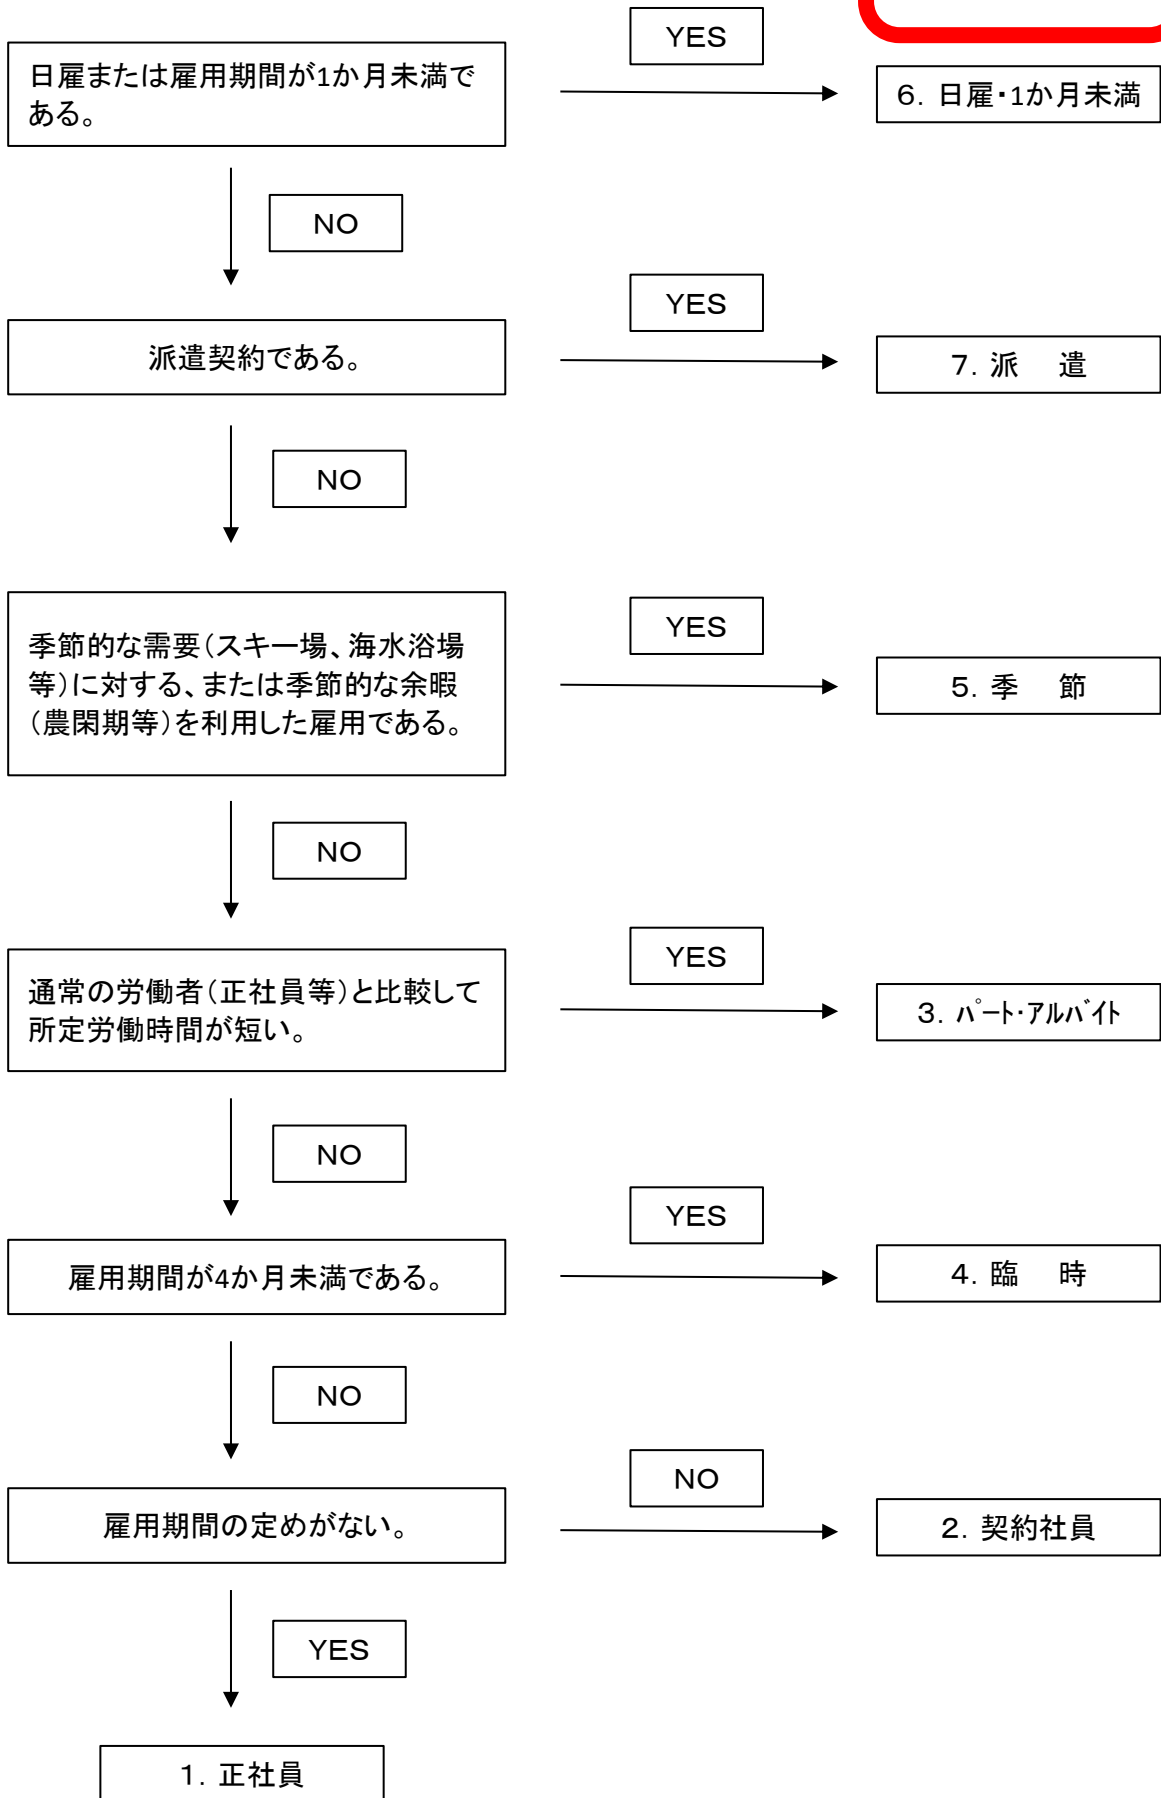 YES
日雇または雇用期間が1か月未満で
ある。
6．日雇・1か月未満
NO
YES
派遣契約である。
7．派　遣
NO
YES
季節的な需要（スキー場、海水浴場
等）に対する、または季節的な余暇
（農閑期等）を利用した雇用である。
5．季　節
NO
YES
通常の労働者（正社員等）と比較して
所定労働時間が短い。
3．ﾊﾟｰﾄ・ｱﾙﾊﾞｲﾄ
NO
YES
雇用期間が4か月未満である。
4．臨　時
NO
NO
雇用期間の定めがない。
2．契約社員
YES
1．正社員